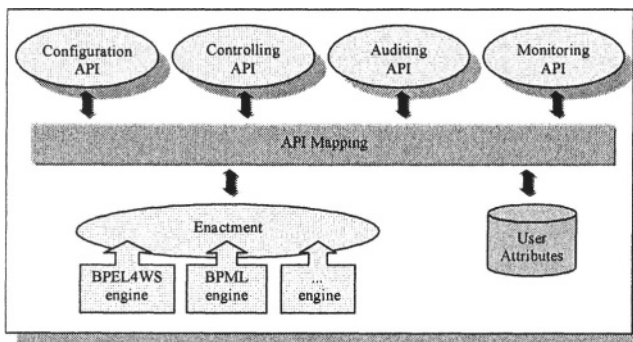 Configuration
API
Controlling
API
Auditing
API
Monitoring
API
API Mapping
Enactment
BPEL4WS
engine
BPML
engine
...
engine
User
Attributes